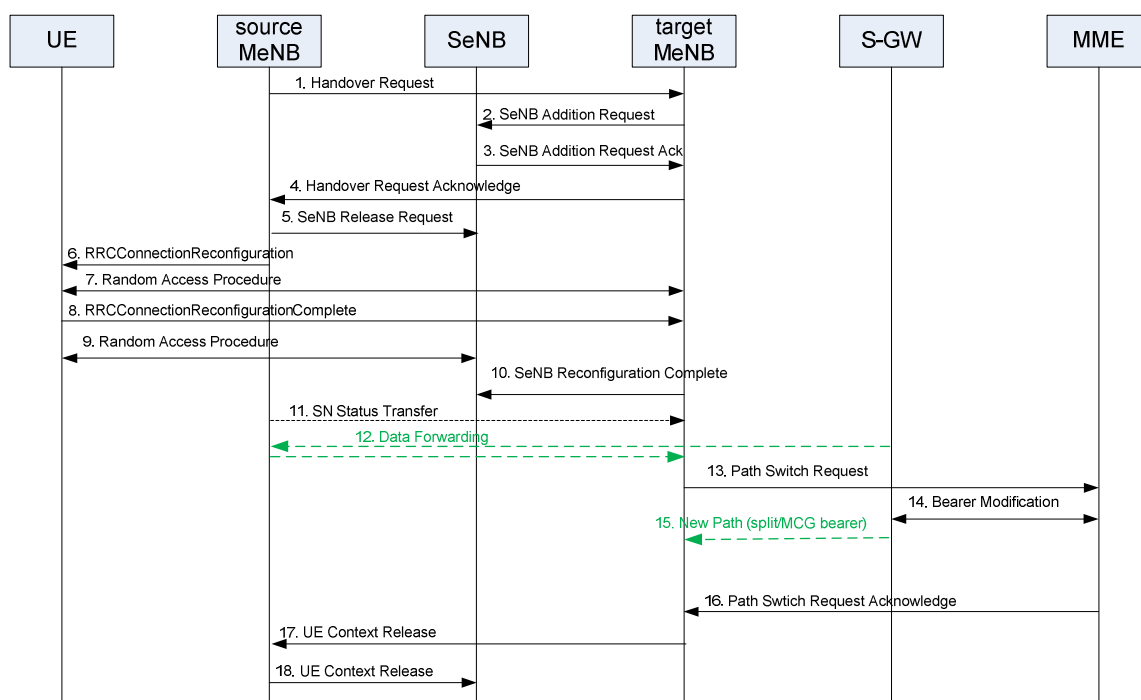 UE
source
MeNB
SeNB
target
MeNB
S-GW
MME
1. Handover Request
2. SeNB Addition Request
3. SeNB Addition Request Ack
4. Handover Request Acknowledge
5. SeNB Release Request
6. RRCConnectionReconfiguration
7. Random Access Procedure
8. RRCConnectionReconfigurationComplete
9. Random Access Procedure
10. SeNB Reconfiguration Complete
11. SN Status Transfer
12. Data Forwarding
13. Path Switch Request
14. Bearer Modification
15. New Path (split/MCG bearer)
16. Path Swtich Request Acknowledge
17. UE Context Release
18. UE Context Release